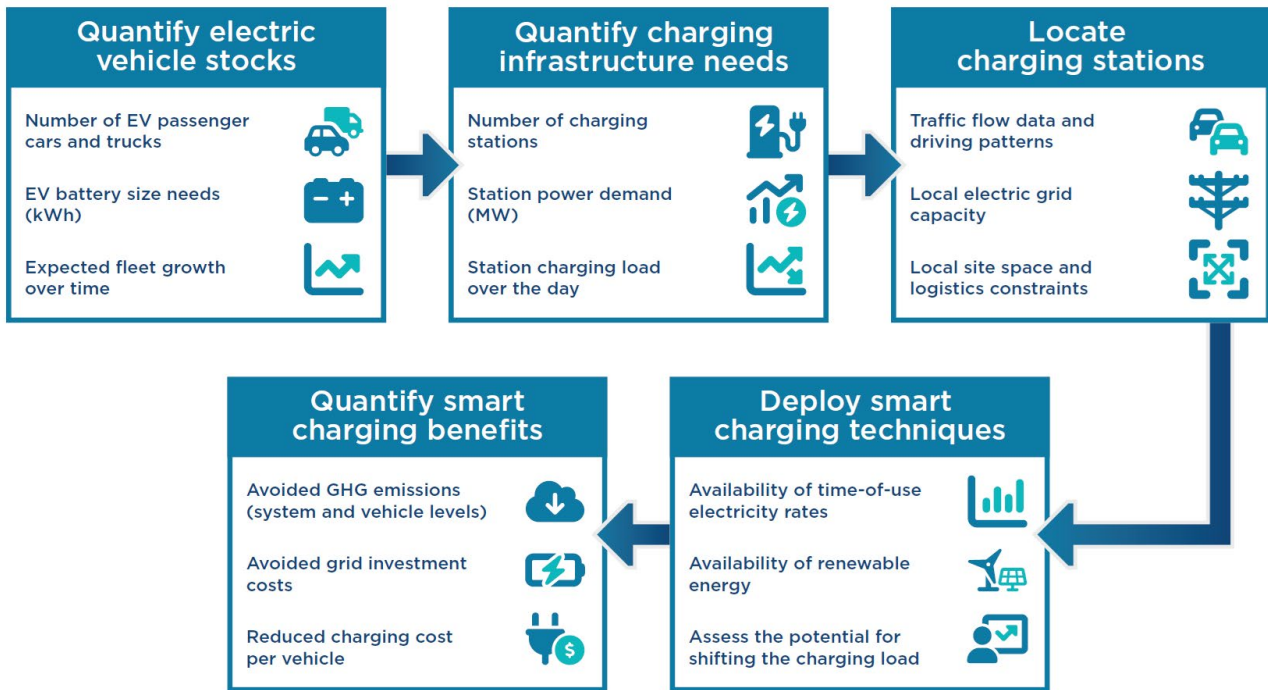 Quantify electric
vehicle stocks
Number of EV passenger
cars and trucks
EV battery size needs
(kWh)
Expected fleet growth
over time
Quantify charging
infrastructure needs
Number of charging
stations
Station power demand
(MW)
Station charging load
over the day
Locate
charging stations
Traffic flow data and
driving patterns
Local electric grid
capacity
Local site space and
logistics constraints
Deploy smart
charging techniques
Availability of time-of-use
electricity rates
Availability of renewable
energy
Assess the potential for
shifting the charging load
Quantify smart
charging benefits
Avoided GHG emissions
(system and vehicle levels)
Avoided grid investment
costs
Reduced charging cost
per vehicle
$